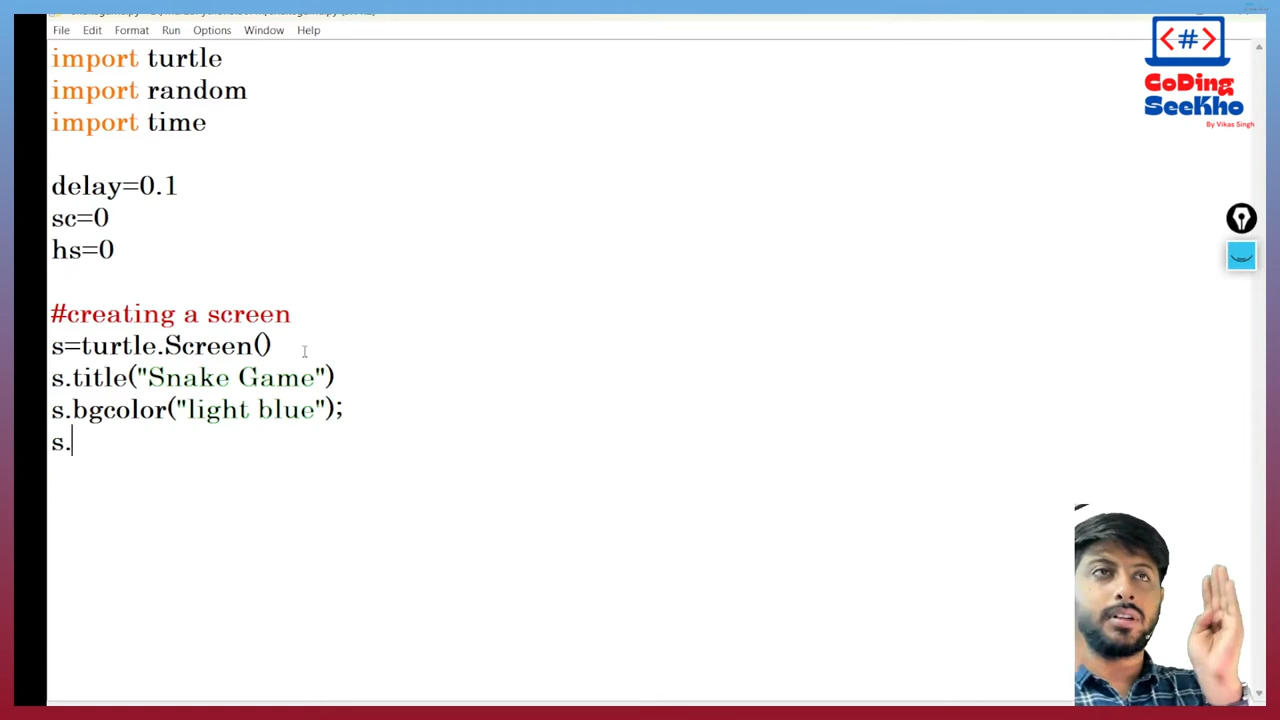 File Edit Format Run Options Window Help
import turtle
import random
import time
delay=0.1
sc=0
hs=0
#creating a screen
s=turtle.Screen()
s.title("Snake Game")
s.bgcolor("light blue");
s.
<#>
CoDing
SeeKho
By Vikas Singh